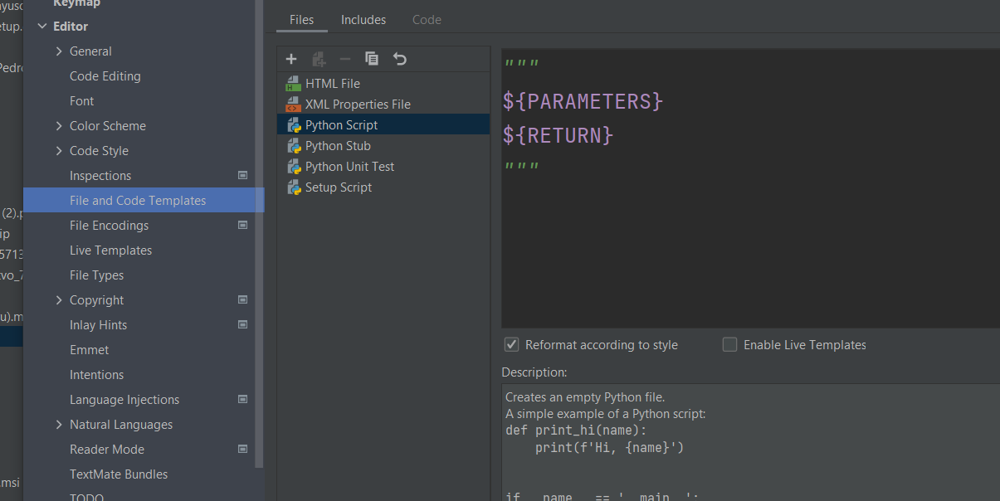 Keymap
Editor
General
Code Editing
Font
Color Scheme
Code Style
Inspections
File and Code Templates
File Encodings
Live Templates
File Types
Copyright
Inlay Hints
Emmet
Intentions
Language Injections
Natural Languages
Reader Mode
TextMate Bundles
TODO
(2).p
ip
5713
vo_7
u).m
.msi
Files Includes Code
HTML File
XML Properties File
Python Script
Python Stub
Python Unit Test
Setup Script
"""
${PARAMETERS}
${RETURN}
"""
Reformat according to style Enable Live Templates
Description:
Creates an empty Python file.
A simple example of a Python script:
def print_hi(name):
print(f'Hi, {name}')
if __name__ == '__main__':